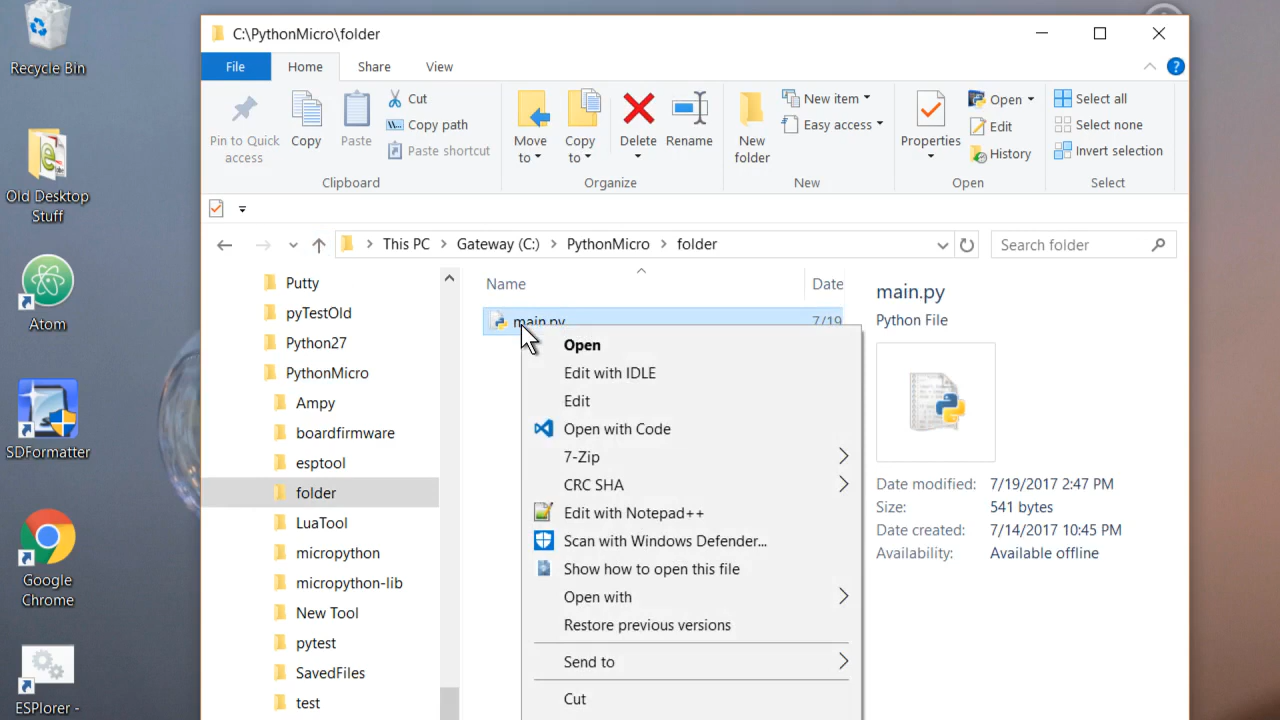 Recycle Bin
Old Desktop
Stuff
Atom
SDFormatter
Google
Chrome
ESPlorer -
C:\PythonMicro\folder
File
Home
Share
View
Pin to Quick
access
Copy
Paste
Cut
Copy path
Paste shortcut
Clipboard
Move
to
Copy
to
Delete
Rename
Organize
New
folder
New item
Easy access
New
Properties
Open
Edit
History
Open
Select all
Select none
Invert selection
Select
This PC
Gateway (C:)
PythonMicro
folder
Search folder
Putty
pyTestOld
Python27
PythonMicro
Ampy
boardfirmware
esptool
folder
LuaTool
micropython
micropython-lib
New Tool
pytest
SavedFiles
test
Name
Date
main.py
7/19
Open
Edit with IDLE
Edit
Open with Code
7-Zip
CRC SHA
Edit with Notepad++
Scan with Windows Defender...
Show how to open this file
Open with
Restore previous versions
Send to
Cut
main.py
Python File
Date modified: 7/19/2017 2:47 PM
Size: 541 bytes
Date created: 7/14/2017 10:45 PM
Availability: Available offline